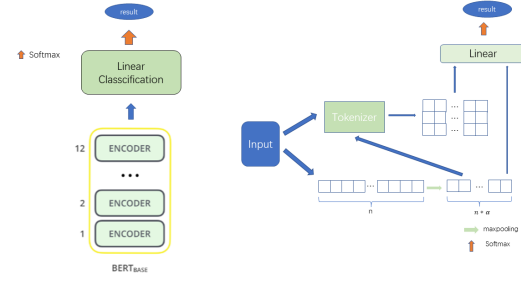 result
Softmax
Linear
Classcification
12
ENCODER
•••
2
ENCODER
1
ENCODER
BERTBASE
result
Linear
Tokenizer
...
...
...
Input
...
n
...
n * α
maxpooling
Softmax